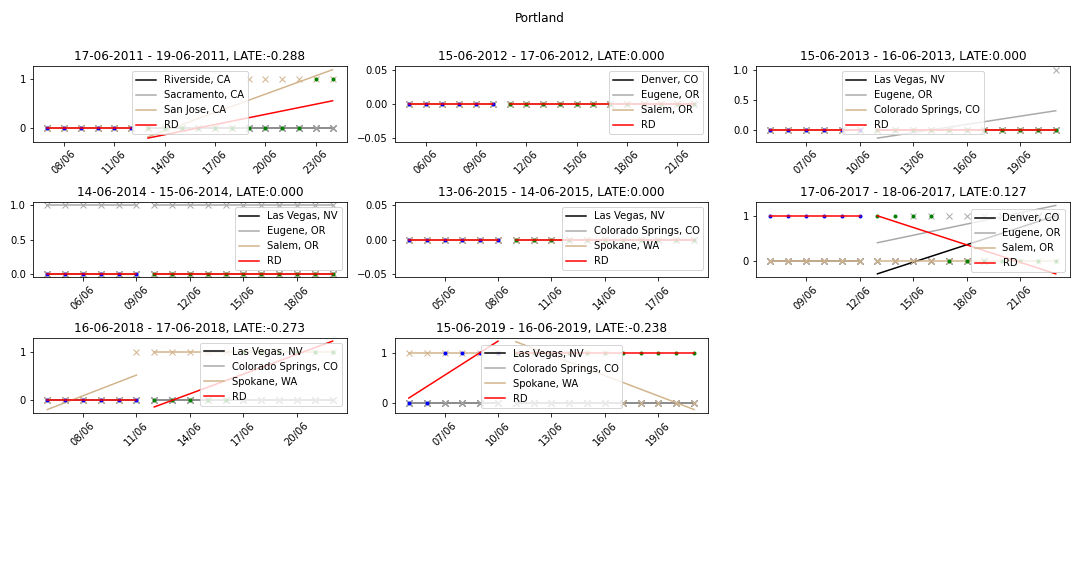 Portland
17-06-2011 - 19-06-2011, LATE:-0.288
1
0
Riverside, CA
Sacramento, CA
San Jose, CA
RD
08/06
11/06
14/06
17/06
20/06
23/06
15-06-2012 - 17-06-2012, LATE:0.000
0.05
0.00
−0.05
Denver, CO
Eugene, OR
Salem, OR
RD
06/06
09/06
12/06
15/06
18/06
21/06
15-06-2013 - 16-06-2013, LATE:0.000
1.0
0.5
0.0
Las Vegas, NV
Eugene, OR
Colorado Springs, CO
RD
07/06
10/06
13/06
16/06
19/06
14-06-2014 - 15-06-2014, LATE:0.000
1.0
0.5
0.0
Las Vegas, NV
Eugene, OR
Salem, OR
RD
06/06
09/06
12/06
15/06
18/06
13-06-2015 - 14-06-2015, LATE:0.000
0.05
0.00
−0.05
Las Vegas, NV
Colorado Springs, CO
Spokane, WA
RD
05/06
08/06
11/06
14/06
17/06
17-06-2017 - 18-06-2017, LATE:0.127
1
0
Denver, CO
Eugene, OR
Salem, OR
RD
09/06
12/06
15/06
18/06
21/06
16-06-2018 - 17-06-2018, LATE:-0.273
1
0
Las Vegas, NV
Colorado Springs, CO
Spokane, WA
RD
08/06
11/06
14/06
17/06
20/06
15-06-2019 - 16-06-2019, LATE:-0.238
1
0
Las Vegas, NV
Colorado Springs, CO
Spokane, WA
RD
07/06
10/06
13/06
16/06
19/06